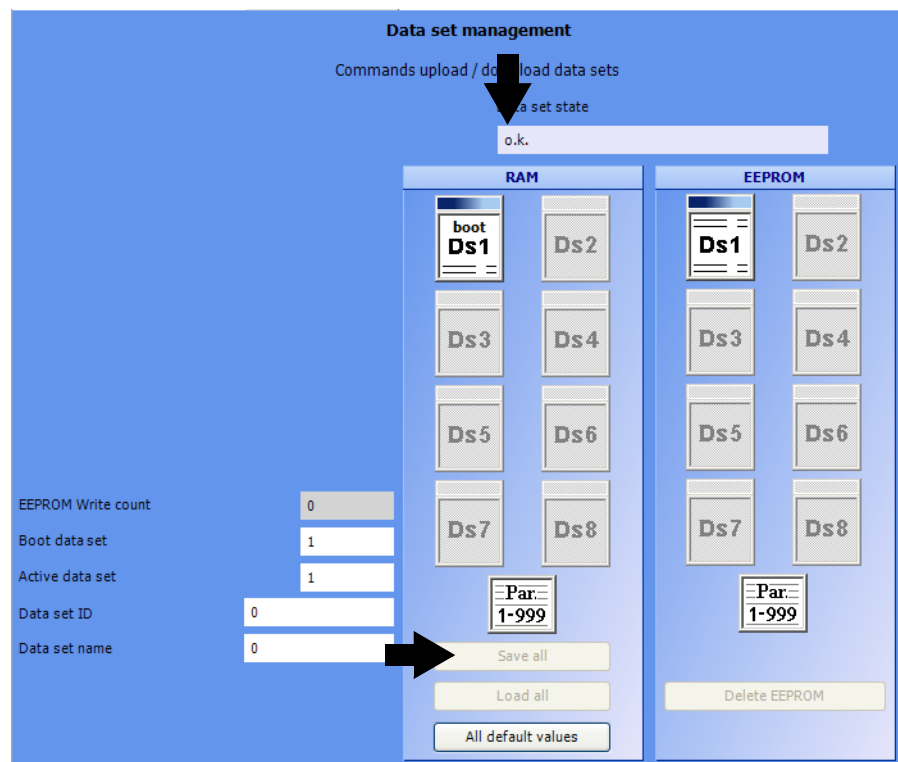 Data set management
Commands upload / do load data sets
set state
o.k.
RAM
EEPROM
boot
Ds1
Ds2
Ds1
Ds2
Ds3
Ds4
Ds3
Ds4
Ds5
Ds6
Ds5
Ds6
EEPROM Write count
0
Ds7
Ds8
Ds7
Ds8
Boot data set
1
Active data set
1
Par.
1-999
Par.
1-999
Data set ID
0
Data set name
0
Save all
Load all
Delete EEPROM
All default values